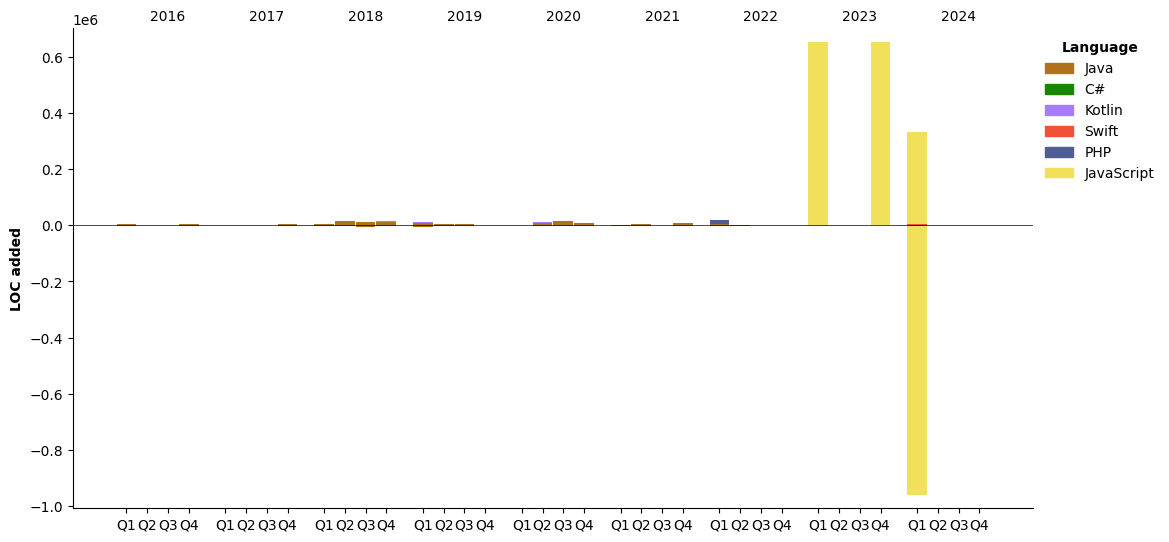 1e6
2016 2017 2018 2019 2020 2021 2022 2023 2024
Language
Java
C#
Kotlin
Swift
PHP
JavaScript
0.6
0.4
0.2
0.0
−0.2
−0.4
−0.6
−0.8
−1.0
LOC added
Q1 Q2 Q3 Q4 Q1 Q2 Q3 Q4 Q1 Q2 Q3 Q4 Q1 Q2 Q3 Q4 Q1 Q2 Q3 Q4 Q1 Q2 Q3 Q4 Q1 Q2 Q3 Q4 Q1 Q2 Q3 Q4 Q1 Q2 Q3 Q4